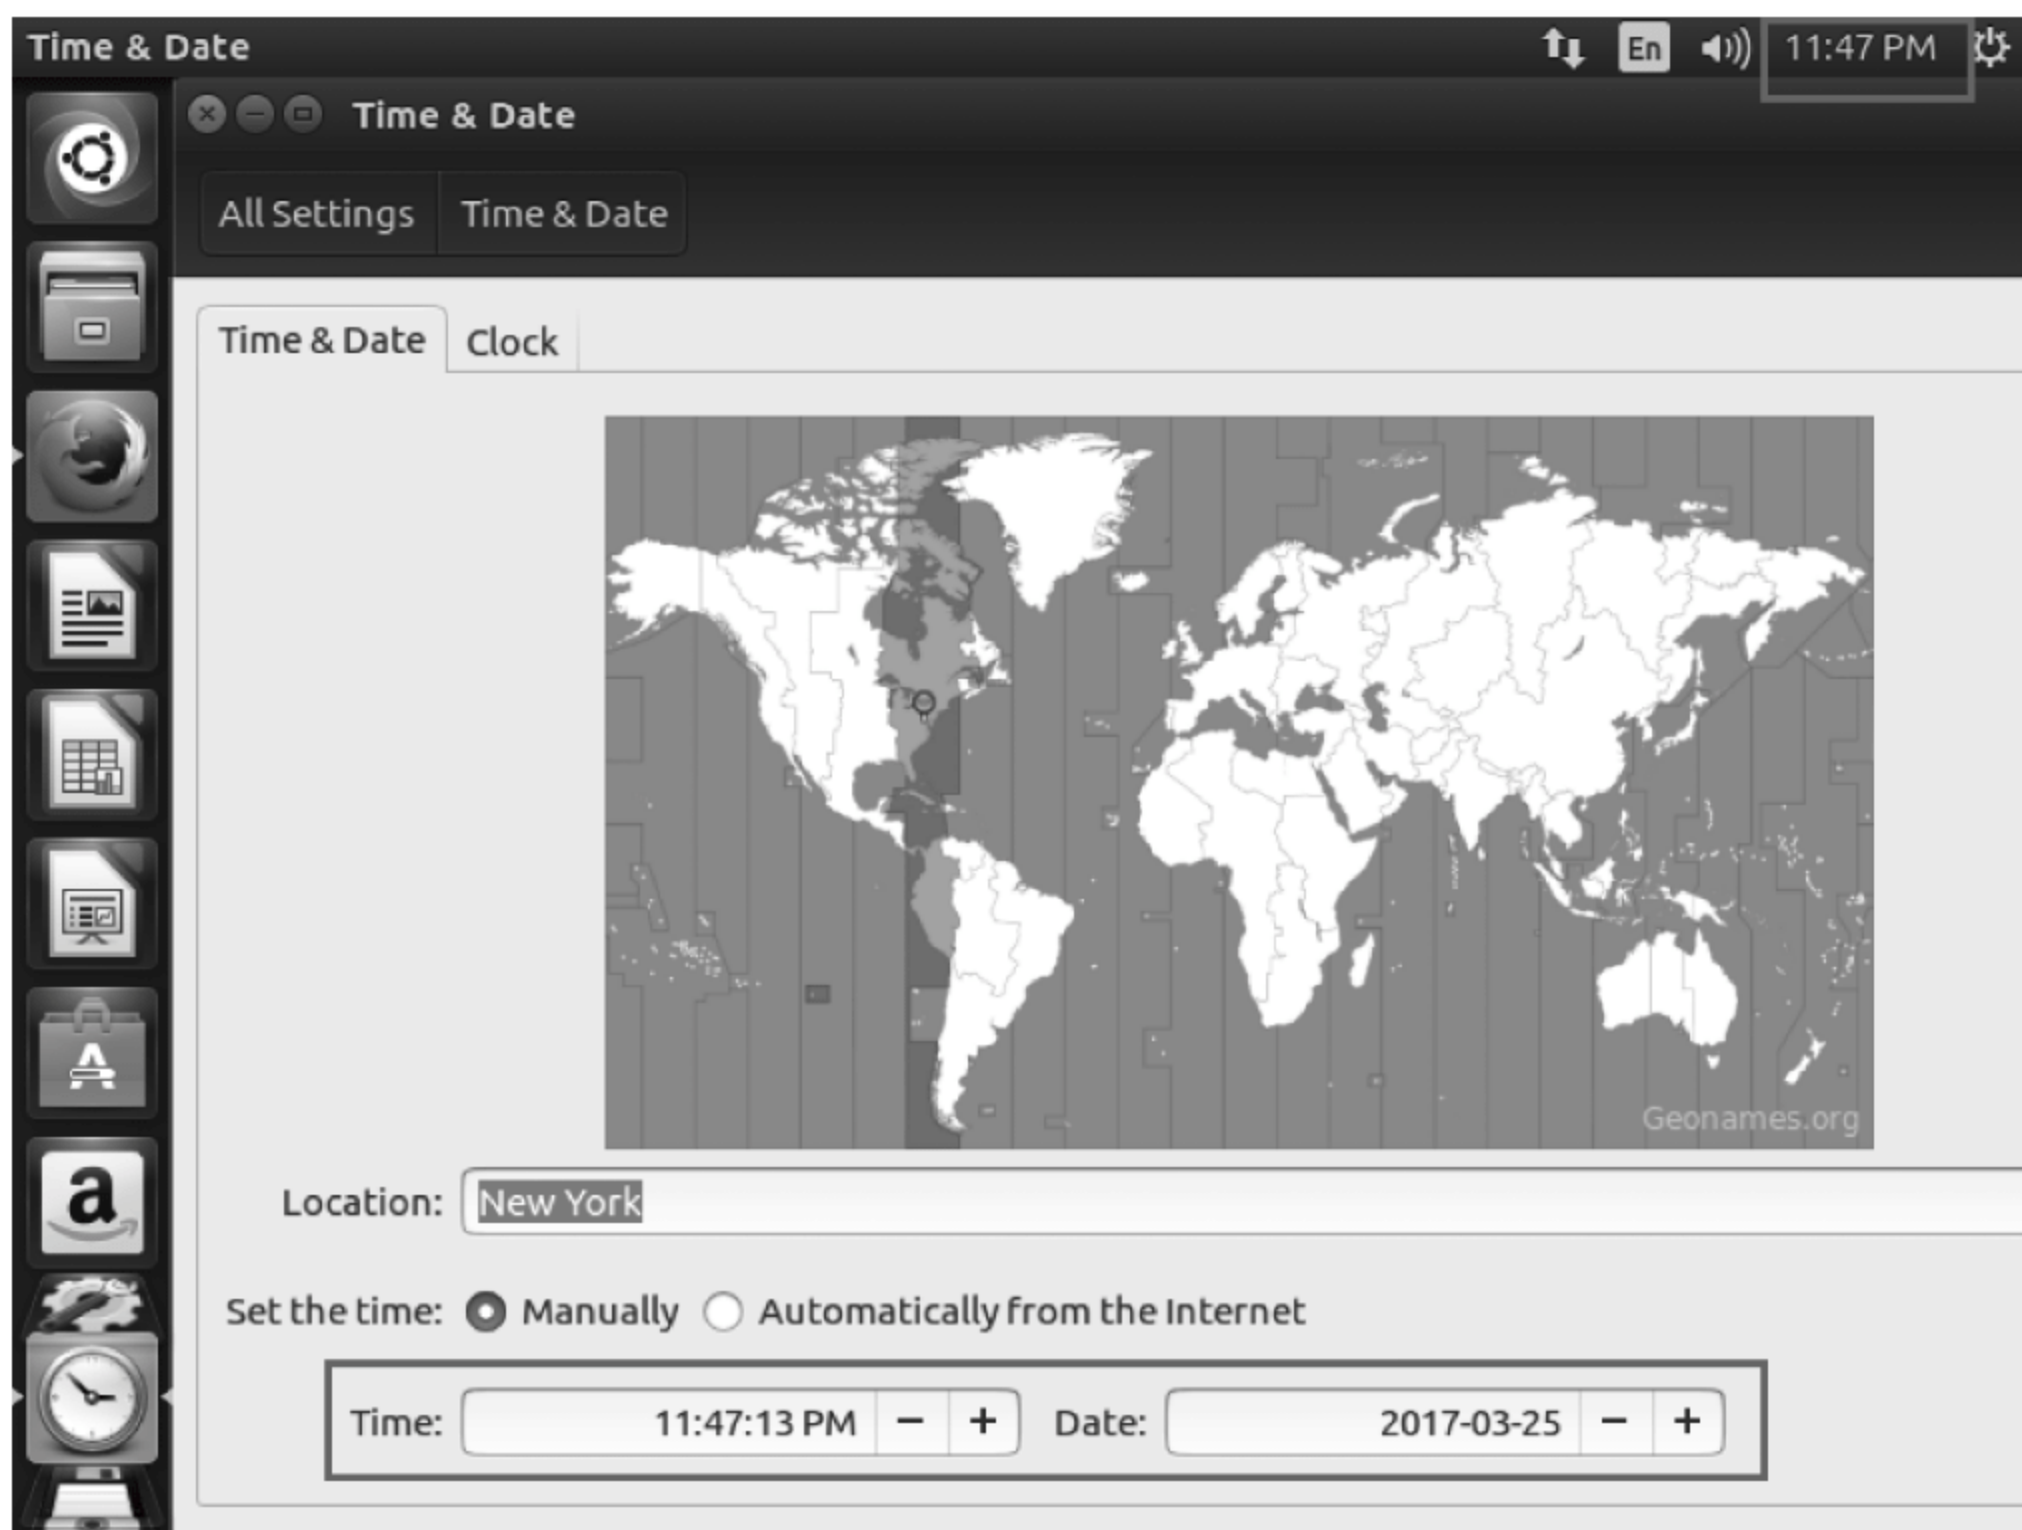 Time & Date
En
11:47 PM
Time & Date
All Settings
Time & Date
Time & Date
Clock
Geonames.org
Location: New York
Set the time: Manually Automatically from the Internet
Time: 11:47:13 PM − + Date: 2017-03-25 − +